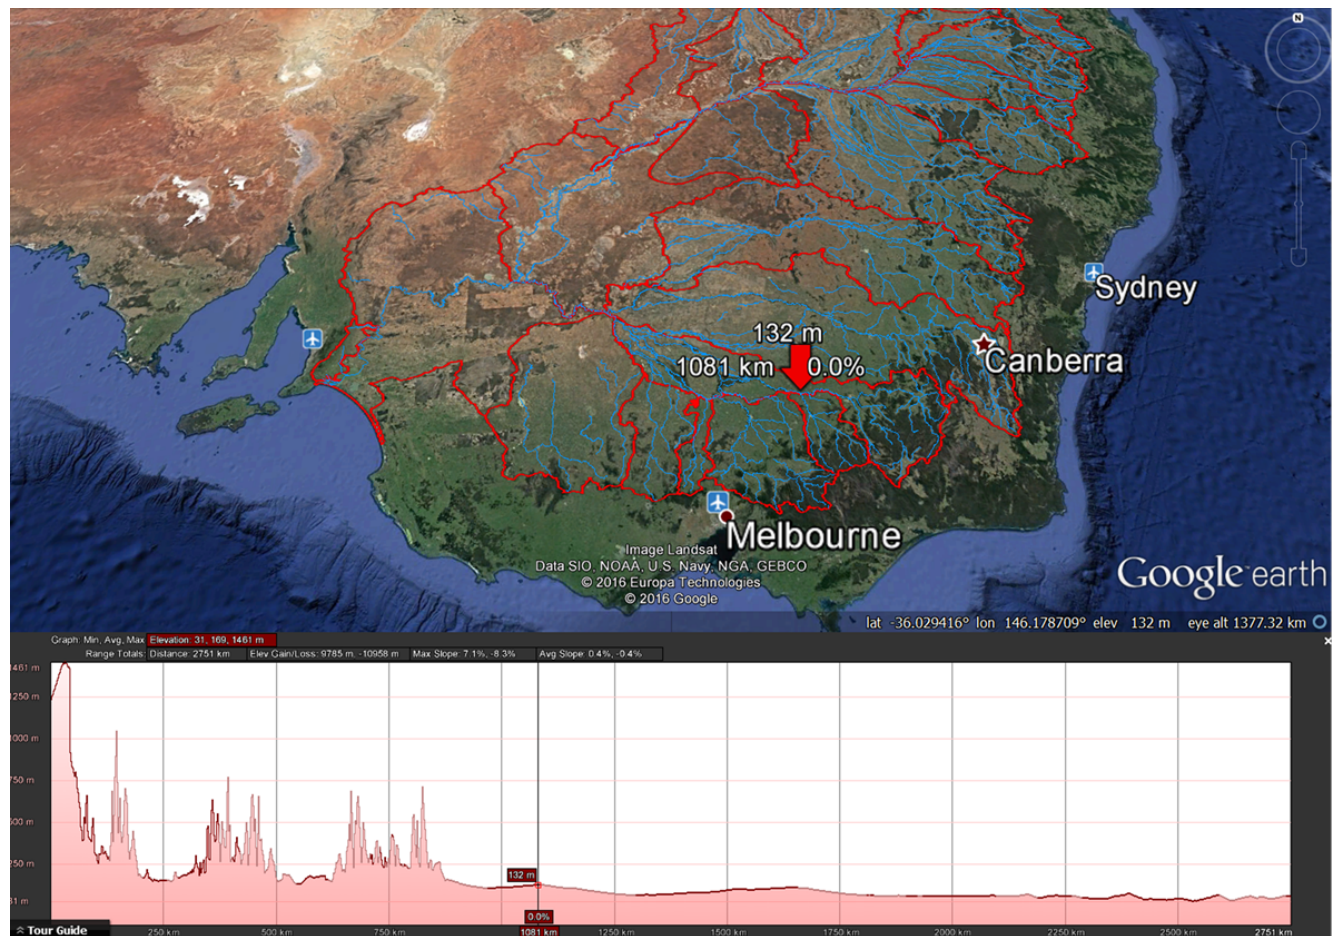 N
Sydney
132 m
1081 km 0.0%
Canberra
Melbourne
Image Landsat
Data SIO, NOAA, U.S. Navy, NGA, GEBCO
© 2016 Europa Technologies
© 2016 Google
Google earth
lat -36.029416° lon 146.178709° elev 132 m eye alt 1377.32 km
Graph: Min, Avg, Max Elevation: 31, 169, 1461 m
Range Totals: Distance: 2751 km Elev Gain/Loss: 9785 m, -10958 m Max Slope: 7.1%, -8.3% Avg Slope: 0.4%, -0.4%
1461 m
1250 m
1000 m
750 m
500 m
250 m
31 m
132 m
0.0%
Tour Guide
250 km 500 km 750 km 1081 km 1250 km 1500 km 1750 km 2000 km 2250 km 2500 km 2751 km